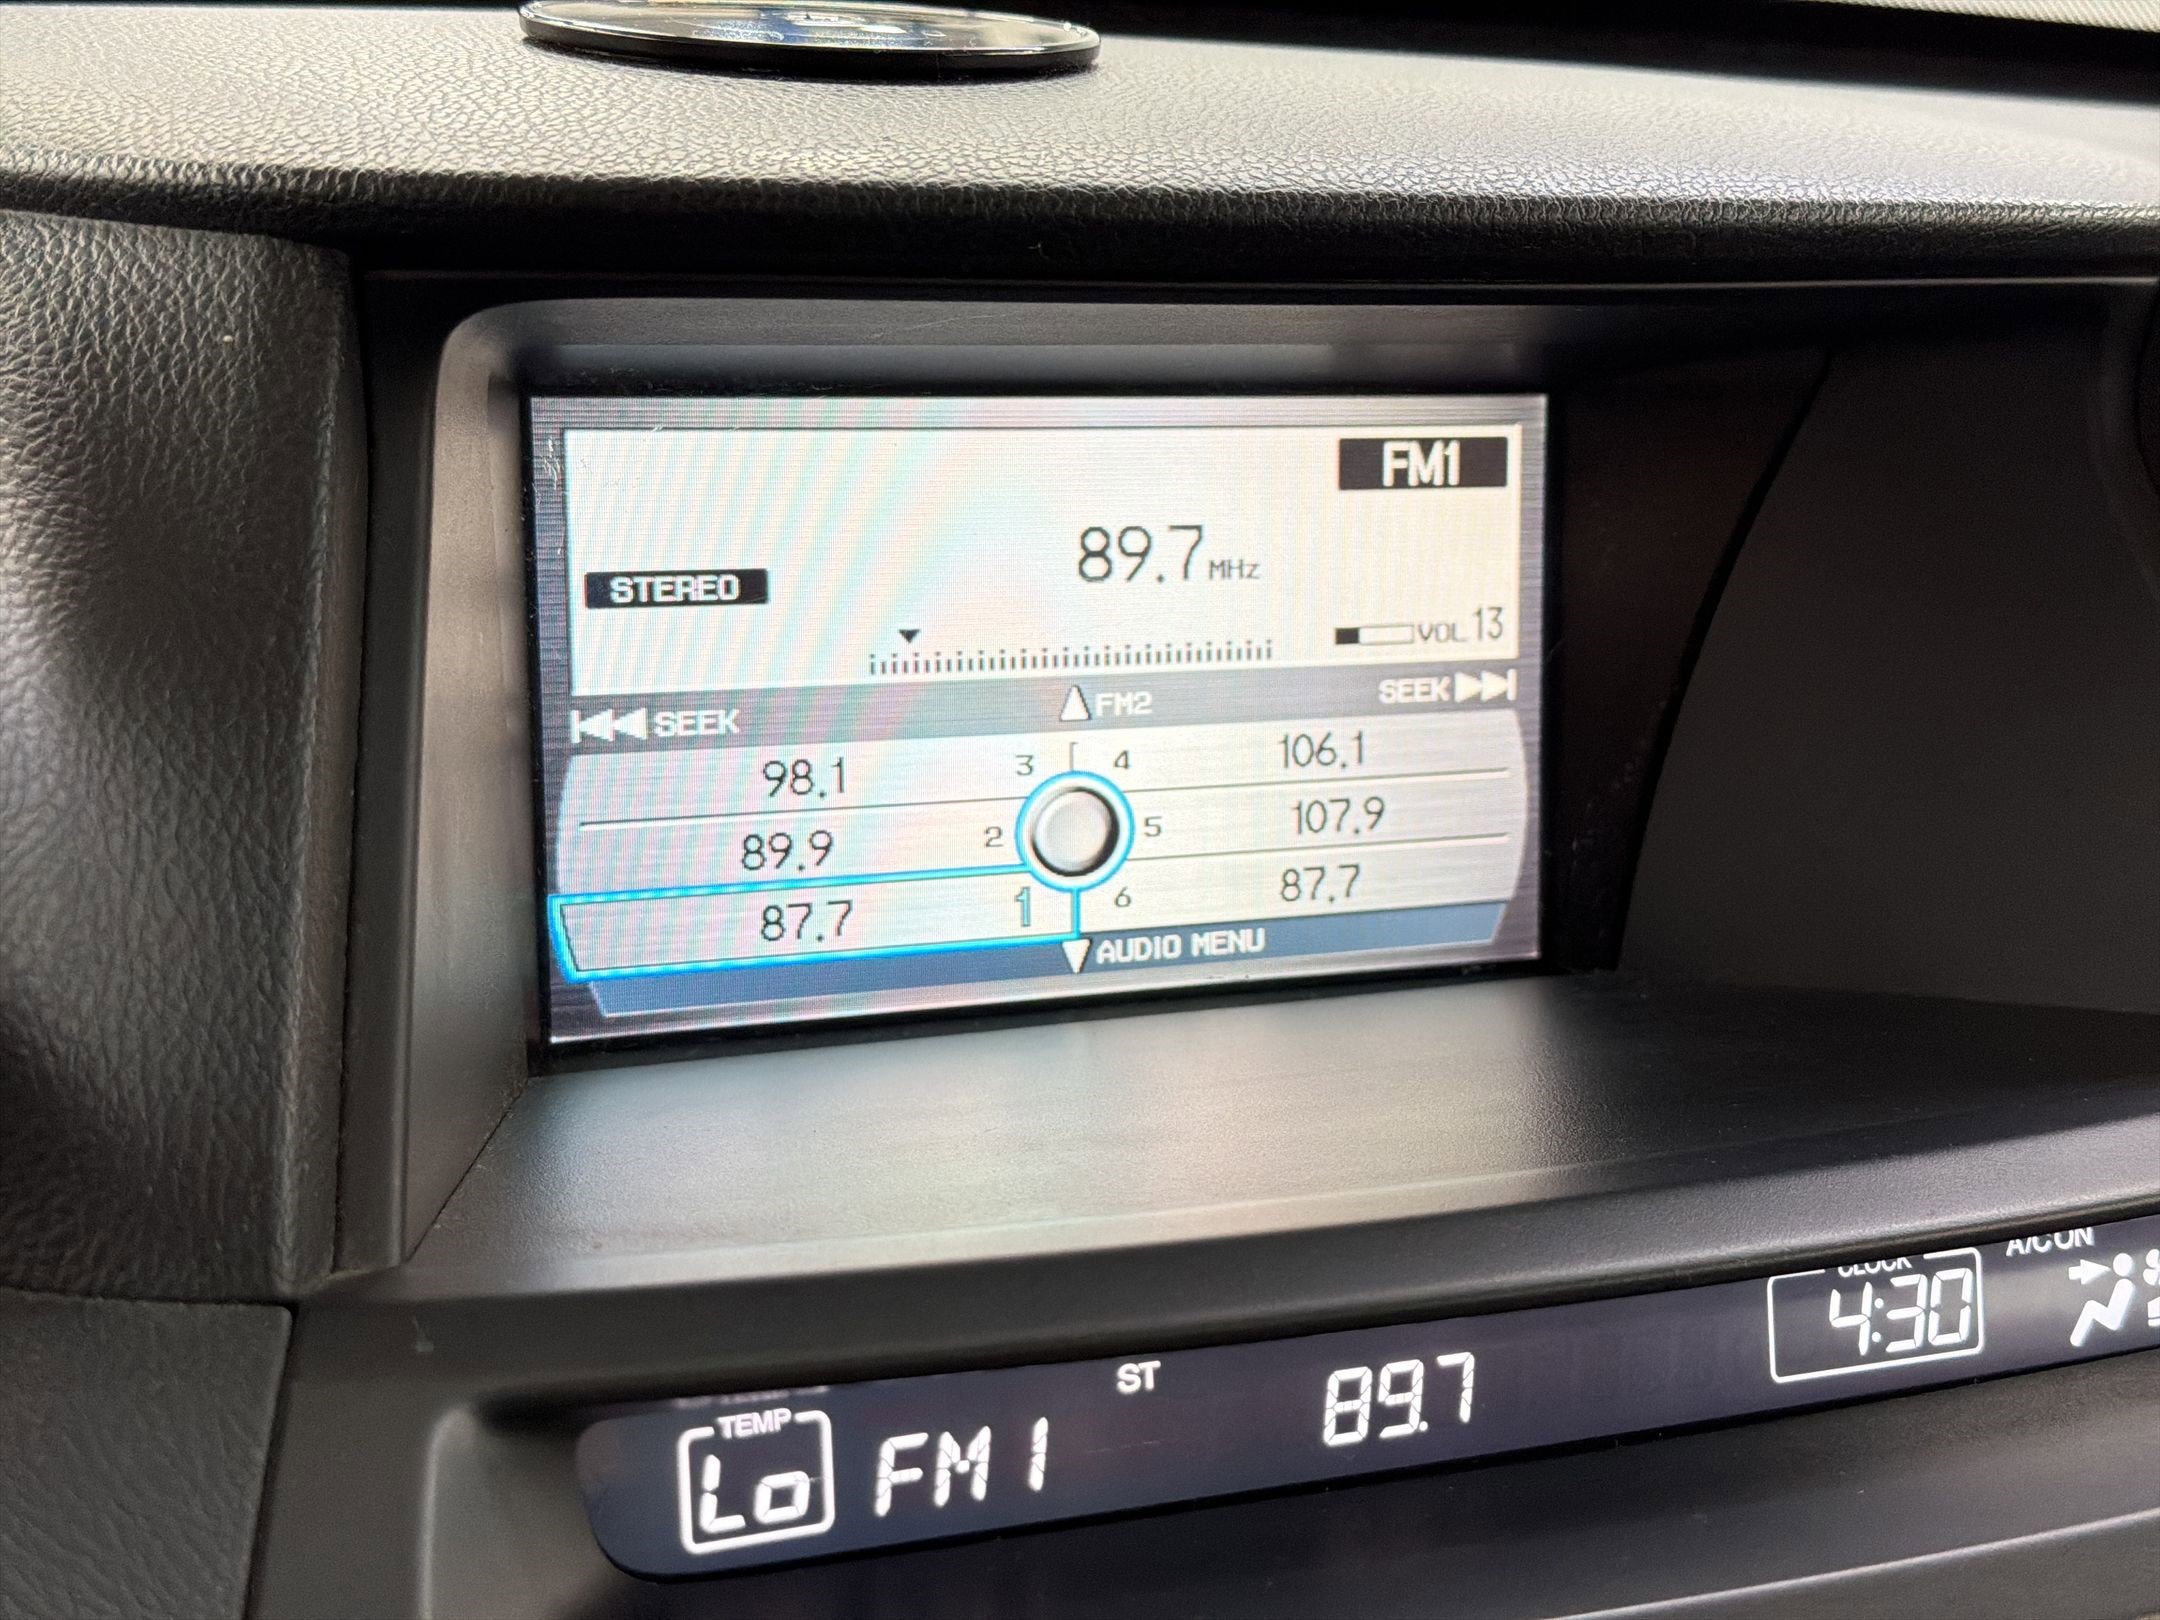 FM1
89.7 MHz
STEREO
VOL 13
SEEK
FM2
SEEK
98.1 3 4 106.1
89.9 2 5 107.9
87.7 1 6 87.7
AUDIO MENU
A/C ON
CLOCK
4:30
TEMP
Lo FM1 ST 89.7